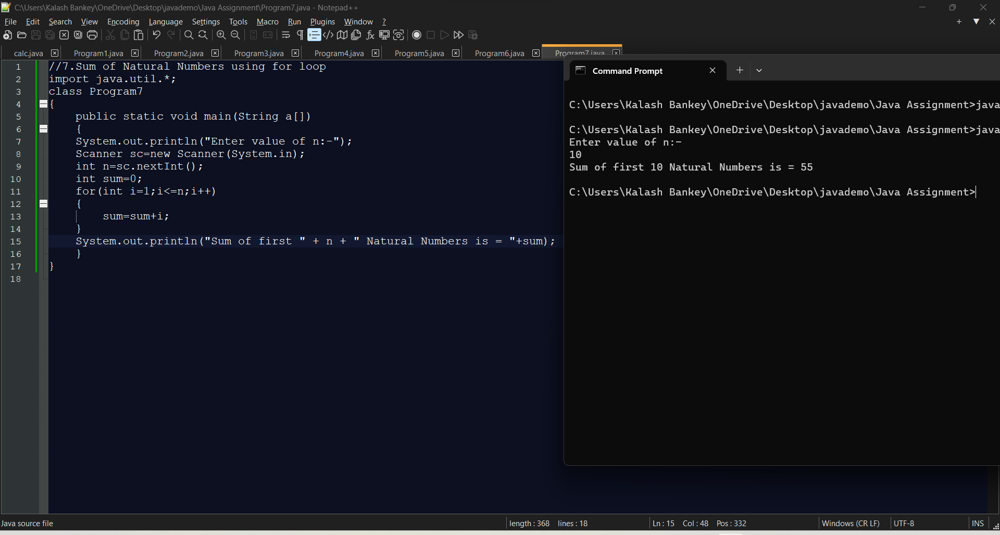 C:\Users\Kalash Bankey\OneDrive\Desktop\javademo\Java Assignment\Program7.java - Notepad++
File Edit Search View Encoding Language Settings Tools Macro Run Plugins Window ?
calc.java Program1.java Program2.java Program3.java Program4.java Program5.java Program6.java Program7.java
1 //7.Sum of Natural Numbers using for loop
2 import java.util.*;
3 class Program7
4 {
5 public static void main(String a[])
6 {
7 System.out.println("Enter value of n:-");
8 Scanner sc=new Scanner(System.in);
9 int n=sc.nextInt();
10 int sum=0;
11 for(int i=1;i<=n;i++)
12 {
13 sum=sum+i;
14 }
15 System.out.println("Sum of first " + n + " Natural Numbers is = "+sum);
16 }
17 }
18
Command Prompt
C:\Users\Kalash Bankey\OneDrive\Desktop\javademo\Java Assignment>java
C:\Users\Kalash Bankey\OneDrive\Desktop\javademo\Java Assignment>java
Enter value of n:-
10
Sum of first 10 Natural Numbers is = 55
C:\Users\Kalash Bankey\OneDrive\Desktop\javademo\Java Assignment>
Java source file length : 368 lines : 18 Ln : 15 Col : 48 Pos : 332 Windows (CR LF) UTF-8 INS